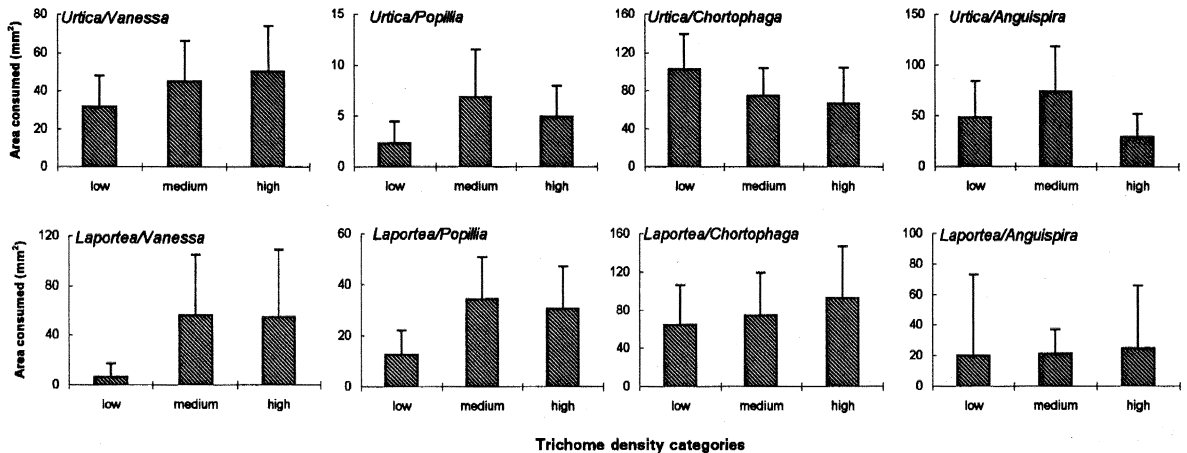 Urtica/Vanessa
Area consumed (mm²)
80
60
40
20
0
low medium high
Urtica/Popillia
15
10
5
0
low medium high
Urtica/Chortophaga
160
120
80
40
0
low medium high
Urtica/Anguispira
150
100
50
0
low medium high
Laportea/Vanessa
Area consumed (mm²)
120
80
40
0
low medium high
Laportea/Popillia
60
40
20
0
low medium high
Laportea/Chortophaga
160
120
80
40
0
low medium high
Laportea/Anguispira
100
80
60
40
20
0
low medium high
Trichome density categories